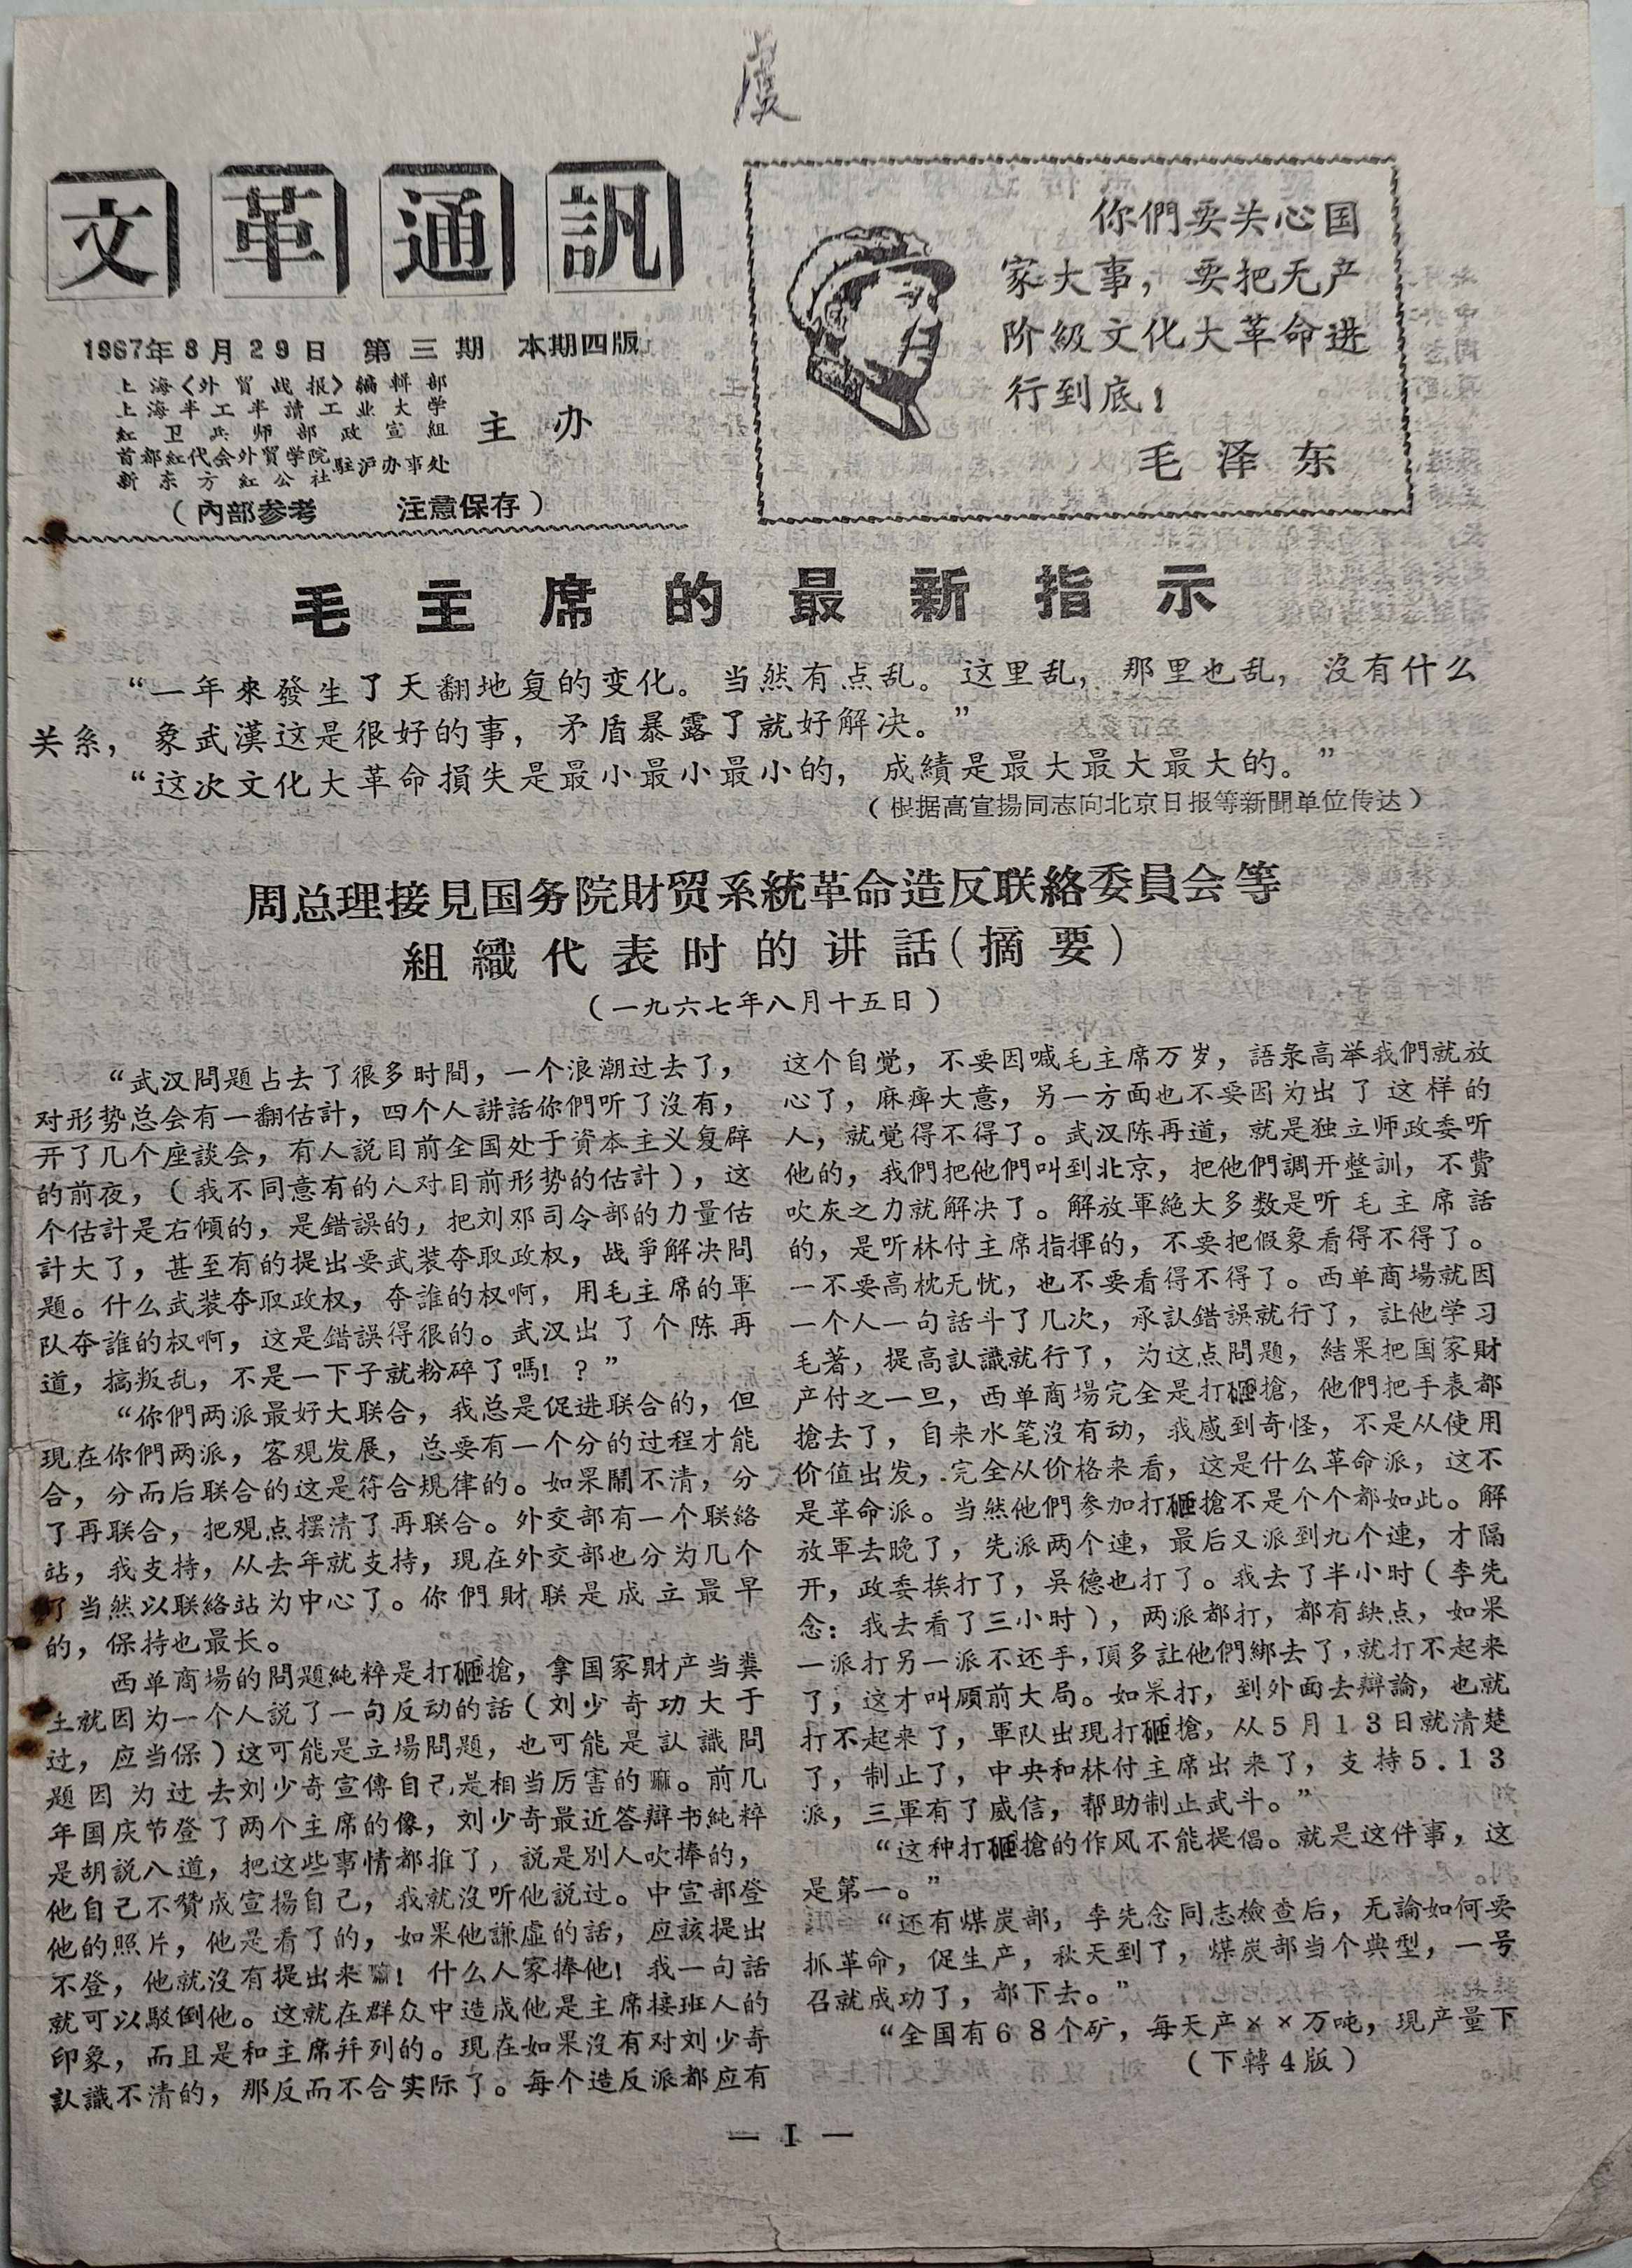 虞
文革通訊
1967年8月29日 第三期 本期四版
上海《外貿战报》編輯部
上海半工半讀工业大学
紅卫兵师部政宣組
首都紅代会外貿学院
新东方紅公社
駐沪办事处
主办
（內部参考 注意保存）
你們要关心国
家大事，要把无产
阶級文化大革命进
行到底！
毛泽东
毛主席的最新指示
“一年來發生了天翻地复的变化。当然有点乱。这里乱，那里也乱，沒有什么
关系，象武漢这是很好的事，矛盾暴露了就好解决。”
“这次文化大革命損失是最小最小最小的，成績是最大最大最大的。”
（根据高宣揚同志向北京日报等新聞单位传达）
周总理接見国务院財贸系統革命造反联絡委員会等
組織代表时的讲話（摘要）
（一九六七年八月十五日）
“武汉問題占去了很多时間，一个浪潮过去了，
对形势总会有一翻估計，四个人讲話你們听了沒有，
开了几个座談会，有人説目前全国处于資本主义复辟
的前夜，（我不同意有的人对目前形势的估計），这
个估計是右傾的，是錯誤的，把刘邓司令部的力量估
計大了，甚至有的提出要武装夺取政权，战爭解决問
題。什么武装夺取政权，夺誰的权啊，用毛主席的軍
队夺誰的权啊，这是錯誤得很的。武汉出了个陈再
道，搞叛乱，不是一下子就粉碎了嗎！？”
“你們两派最好大联合，我总是促进联合的，但
現在你們两派，客观发展，总要有一个分的过程才能
合，分而后联合的这是符合規律的。如果鬧不清，分
了再联合，把观点摆清了再联合。外交部有一个联絡
站，我支持，从去年就支持，現在外交部也分为几个
了当然以联絡站为中心了。你們財联是成立最早
的，保持也最长。
西单商場的問題純粹是打砸搶，拿国家財产当粪
土就因为一个人説了一句反动的話（刘少奇功大于
过，应当保）这可能是立場問題，也可能是认識問
題因为过去刘少奇宣傳自己是相当厉害的嘛。前几
年国庆节登了两个主席的像，刘少奇最近答辯书純粹
是胡説八道，把这些事情都推了，説是別人吹捧的，
他自己不贊成宣揚自己，我就沒听他説过。中宣部登
他的照片，他是看了的，如果他謙虛的話，应該提出
不登，他就沒有提出来嘛！什么人家捧他！我一句話
就可以駁倒他。这就在群众中造成他是主席接班人的
印象，而且是和主席并列的。現在如果沒有对刘少奇
认識不清的，那反而不合实际了。每个造反派都应有
这个自觉，不要因喊毛主席万岁，語彔高举我們就放
心了，麻痺大意，另一方面也不要因为出了这样的
人，就觉得不得了。武汉陈再道，就是独立师政委听
他的，我們把他們叫到北京，把他們調开整訓，不費
吹灰之力就解决了。解放軍絕大多数是听毛主席話
的，是听林付主席指揮的，不要把假象看得不得了。
一不要高枕无忧，也不要看得不得了。西单商場就因
一个人一句話斗了几次，承认錯誤就行了，让他学习
毛著，提高认識就行了，为这点問題，結果把国家財
产付之一旦，西单商場完全是打砸搶，他們把手表都
搶去了，自来水笔沒有动，我感到奇怪，不是从使用
价值出发，完全从价格来看，这是什么革命派，这不
是革命派。当然他們参加打砸搶不是个个都如此。解
放軍去晚了，先派两个連，最后又派到九个連，才隔
开，政委挨打了，吳德也打了。我去了半小时（李先
念：我去看了三小时），两派都打，都有缺点，如果
一派打另一派不还手，頂多让他們綁去了，就打不起来
了，这才叫顾前大局。如果打，到外面去辯論，也就
打不起来了，軍队出現打砸搶，从5月13日就清楚
了，制止了，中央和林付主席出来了，支持5.13
派，三軍有了威信，帮助制止武斗。”
“这种打砸搶的作风不能提倡。就是这件事，这
是第一。”
“还有煤炭部，李先念同志檢查后，无論如何要
抓革命，促生产，秋天到了，煤炭部当个典型，一号
召就成功了，都下去。”
“全国有68个矿，每天产××万吨，現产量下
（下轉4版）
— I —